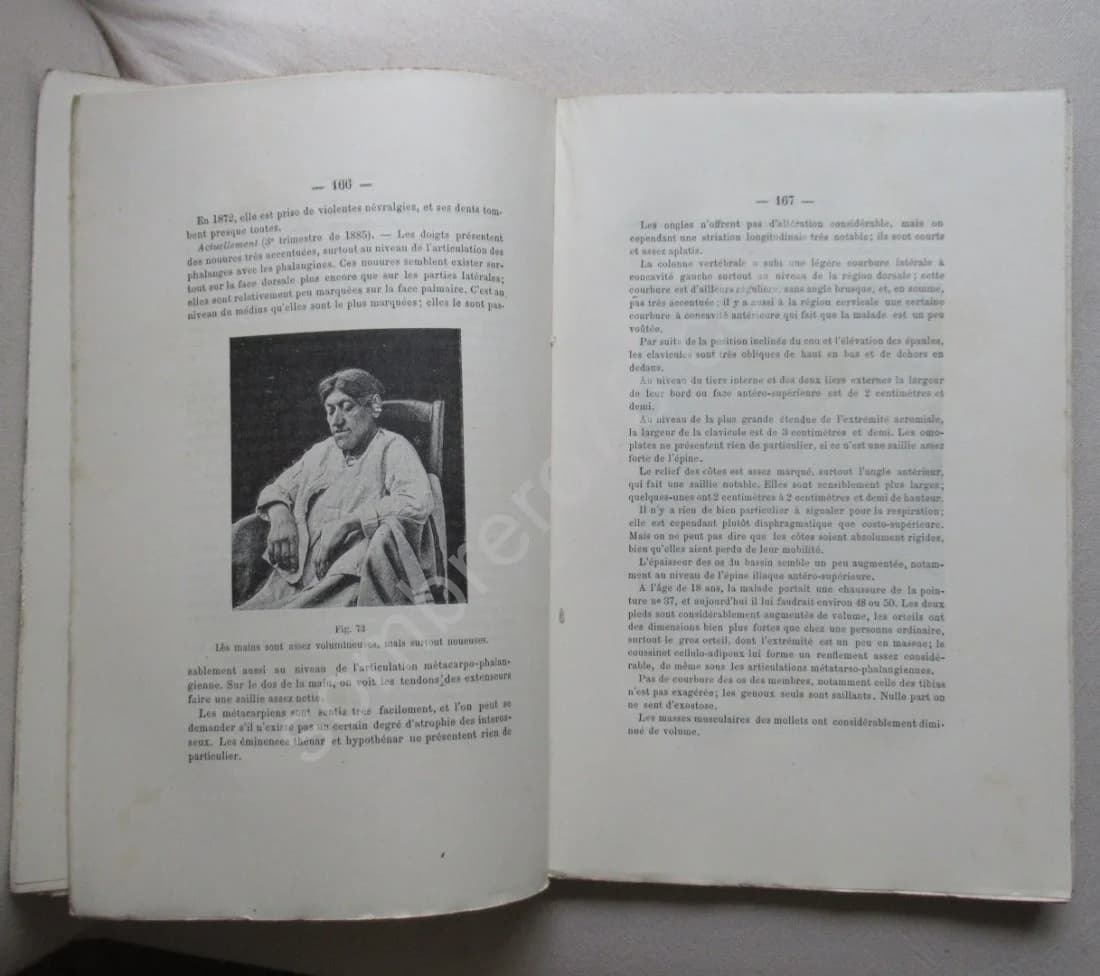 — 166 —
En 1872, elle est prise de violentes névralgies, et ses dents tom-
bent presque toutes.
Actuellement (3e trimestre de 1885). — Les doigts présentent
des nouures très accentuées, surtout au niveau de l'articulation des
phalanges avec les phalangines. Ces nouures semblent exister sur-
tout sur la face dorsale plus encore que sur les parties latérales;
elles sont relativement peu marquées sur la face palmaire. C'est au
niveau du médius qu'elles sont le plus marquées; elles le sont pas-
Fig. 73
Les mains sont assez volumineuses, mais surtout noueuses.
sablement aussi au niveau de l'articulation métacarpo-phalan-
gienne. Sur le dos de la main, on voit les tendons des extenseurs
faire une saillie assez nette.
Les métacarpiens sont sentis très facilement, et l'on peut se
demander s'il n'existe pas un certain degré d'atrophie des interos-
seux. Les éminences thénar et hypothénar ne présentent rien de
particulier.
— 167 —
Les ongles n'offrent pas d'altération considérable, mais on
cependant une striation longitudinale très notable; ils sont courts
et assez aplatis.
La colonne vertébrale a subi une légère courbure latérale à
concavité gauche surtout au niveau de la région dorsale; cette
courbure est d'ailleurs régulière, sans angle brusque, et, en somme,
pas très accentuée; il y a aussi à la région cervicale une certaine
courbure à concavité antérieure qui fait que la malade est un peu
voûtée.
Par suite de la position inclinée du cou et l'élévation des épaules,
les clavicules sont très obliques de haut en bas et de dehors en
dedans.
Au niveau du tiers interne et des deux tiers externes la largeur
de leur bord ou face antéro-supérieure est de 2 centimètres et
demi.
Au niveau de la plus grande étendue de l'extrémité acromiale,
la largeur de la clavicule est de 3 centimètres et demi. Les omo-
plates ne présentent rien de particulier, si ce n'est une saillie assez
forte de l'épine.
Le relief des côtes est assez marqué, surtout l'angle antérieur,
qui fait une saillie notable. Elles sont sensiblement plus larges;
quelques-unes ont 2 centimètres à 2 centimètres et demi de hauteur.
Il n'y a rien de bien particulier à signaler pour la respiration;
elle est cependant plutôt diaphragmatique que costo-supérieure.
Mais on ne peut pas dire que les côtes soient absolument rigides,
bien qu'elles aient perdu de leur mobilité.
L'épaisseur des os du bassin semble un peu augmentée, notam-
ment au niveau de l'épine iliaque antéro-supérieure.
A l'âge de 18 ans, la malade portait une chaussure de la poin-
ture no 37, et aujourd'hui il lui faudrait environ 48 ou 50. Les deux
pieds sont considérablement augmentés de volume, les orteils ont
des dimensions bien plus fortes que chez une personne ordinaire,
surtout le gros orteil, dont l'extrémité est un peu en massue; le
coussinet cellulo-adipeux lui forme un renflement assez considé-
rable, de même sous les articulations métatarso-phalangiennes.
Pas de courbure des os des membres, notamment celle des tibias
n'est pas exagérée; les genoux seuls sont saillants. Nulle part on
ne sent d'exostose.
Les masses musculaires des mollets ont considérablement dimi-
nué de volume.